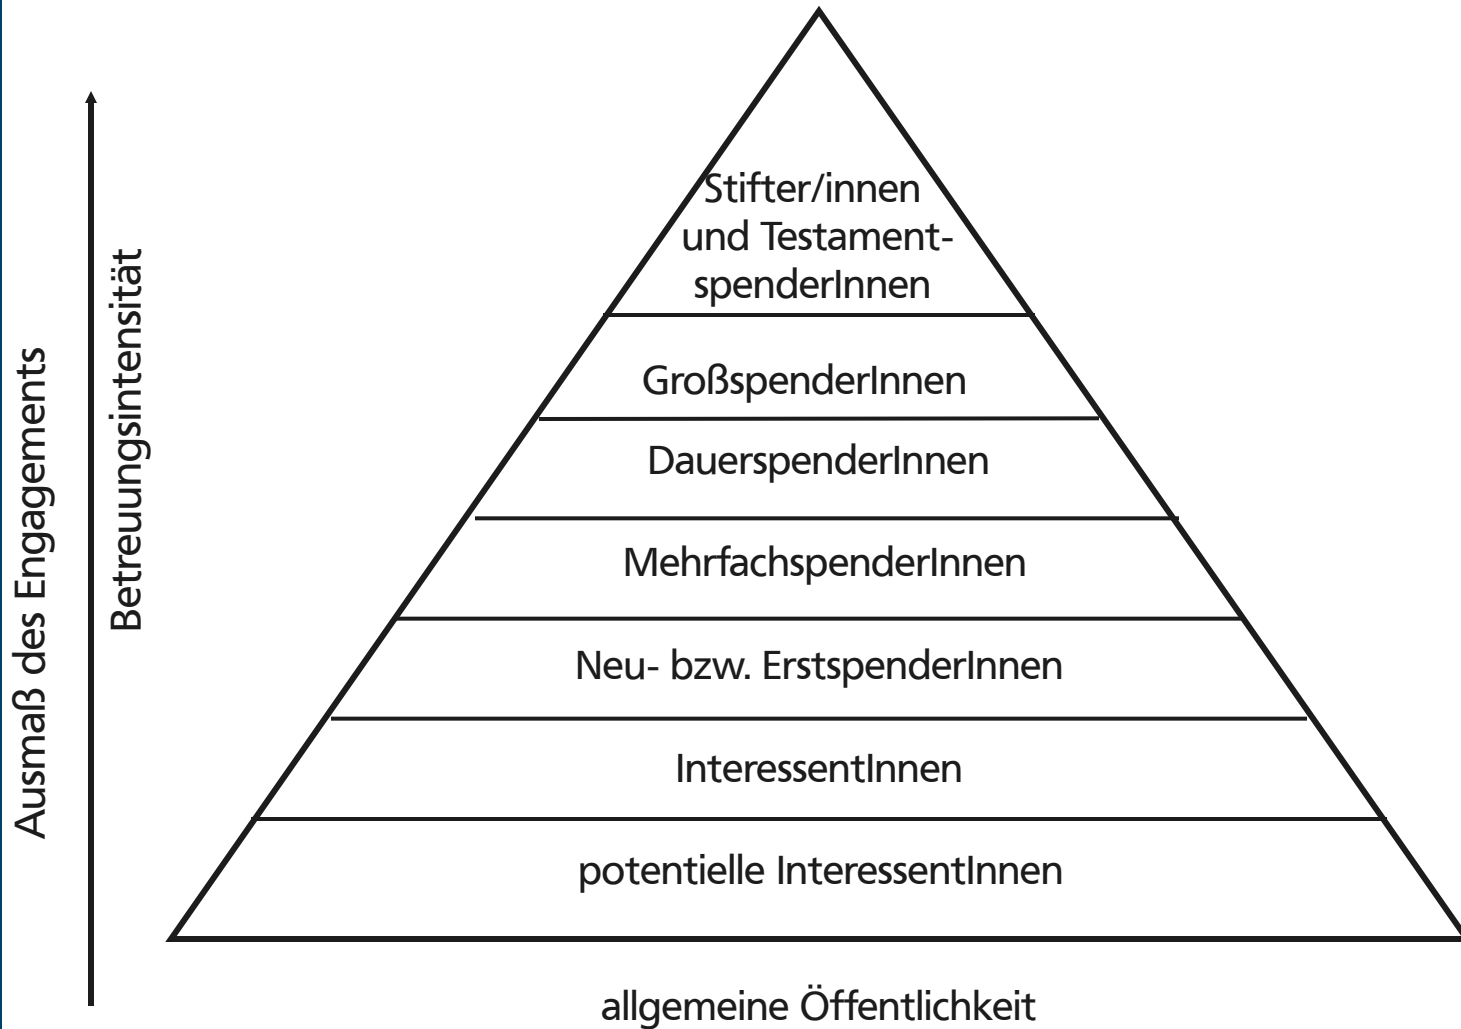 Ausmaß des Engagements
Betreuungsintensität
Stifter/innen
und Testament-
spenderInnen
GroßspenderInnen
DauerspenderInnen
MehrfachspenderInnen
Neu- bzw. ErstspenderInnen
InteressentInnen
potentielle InteressentInnen
allgemeine Öffentlichkeit